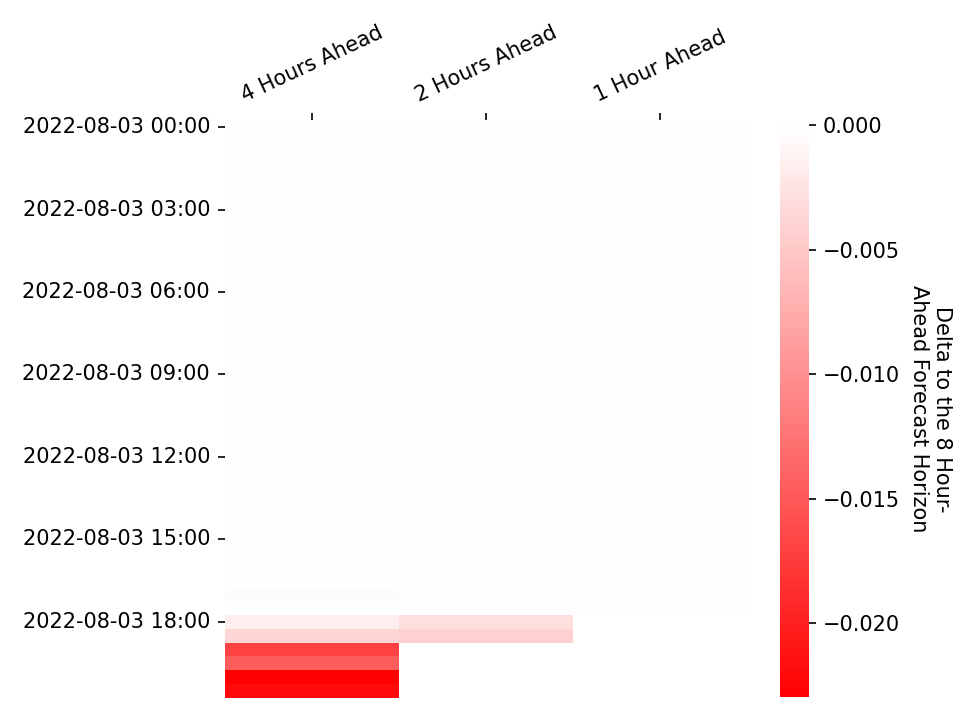 4 Hours Ahead
2 Hours Ahead
1 Hour Ahead
2022-08-03 00:00
2022-08-03 03:00
2022-08-03 06:00
2022-08-03 09:00
2022-08-03 12:00
2022-08-03 15:00
2022-08-03 18:00
0.000
−0.005
−0.010
−0.015
−0.020
Delta to the 8 Hour-
Ahead Forecast Horizon